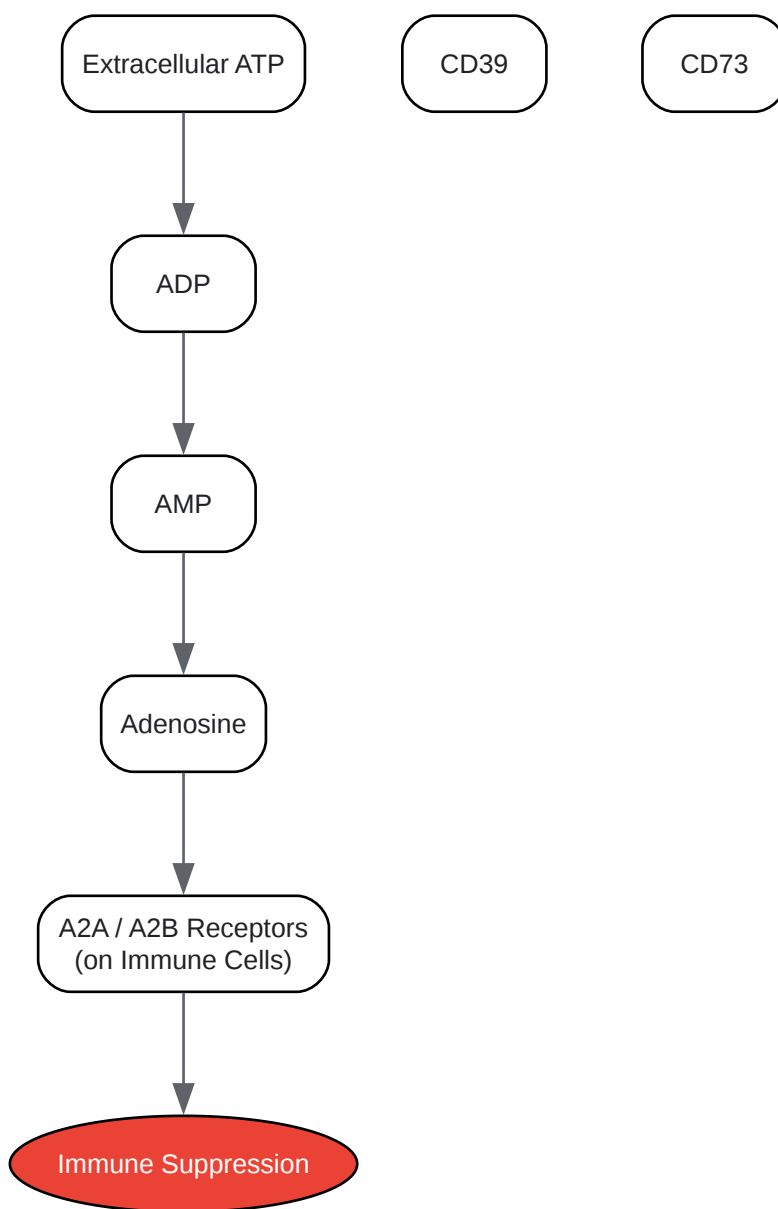 Extracellular ATP
CD39
CD73
ADP
AMP
Adenosine
A2A / A2B Receptors
(on Immune Cells)
Immune Suppression